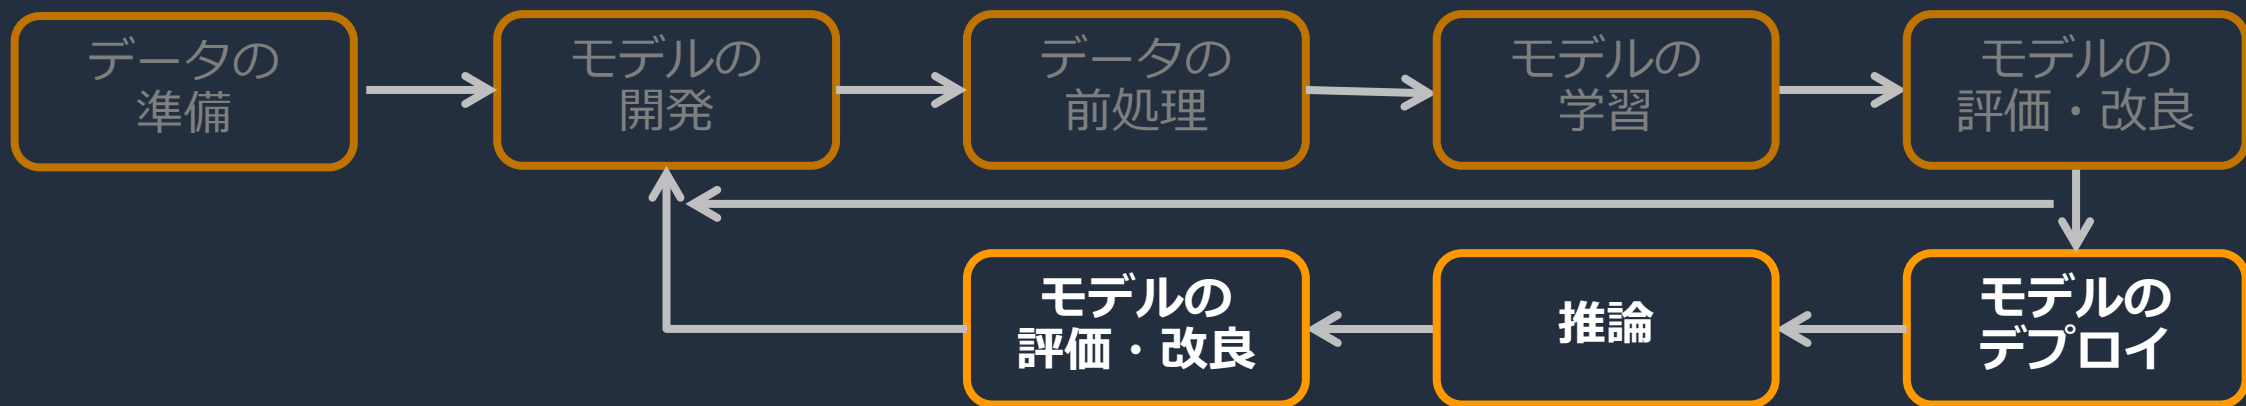 データの
準備
モデルの
開発
データの
前処理
モデルの
学習
モデルの
評価・改良
モデルの
評価・改良
推論
モデルの
デプロイ